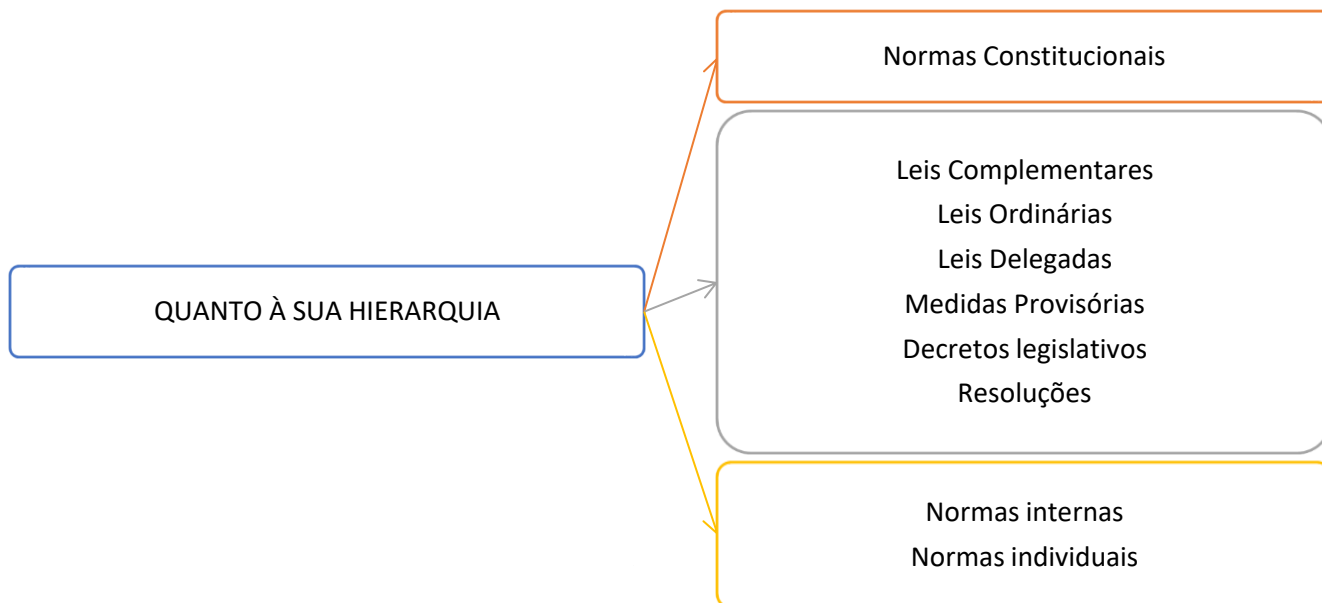 Normas Constitucionais
QUANTO À SUA HIERARQUIA
Leis Complementares
Leis Ordinárias
Leis Delegadas
Medidas Provisórias
Decretos legislativos
Resoluções
Normas internas
Normas individuais